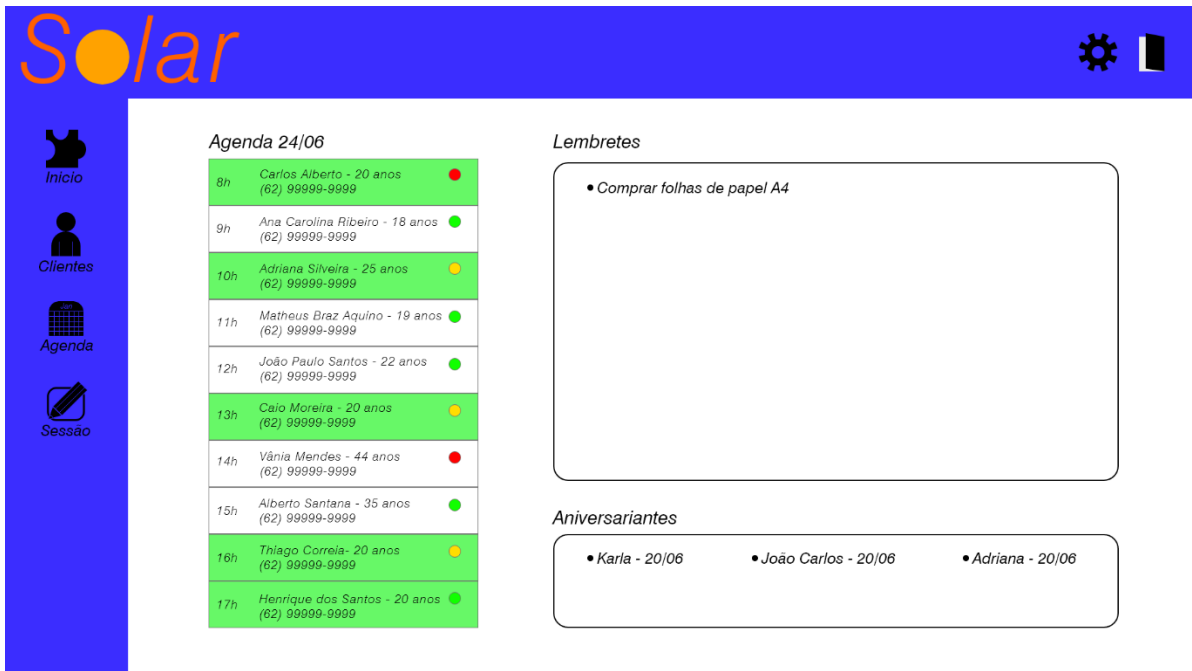 Solar
Inicio
Clientes
Agenda
Sessão
Agenda 24/06
8h
Carlos Alberto - 20 anos
(62) 99999-9999
9h
Ana Carolina Ribeiro - 18 anos
(62) 99999-9999
10h
Adriana Silveira - 25 anos
(62) 99999-9999
11h
Matheus Braz Aquino - 19 anos
(62) 99999-9999
12h
João Paulo Santos - 22 anos
(62) 99999-9999
13h
Caio Moreira - 20 anos
(62) 99999-9999
14h
Vânia Mendes - 44 anos
(62) 99999-9999
15h
Alberto Santana - 35 anos
(62) 99999-9999
16h
Thiago Correia- 20 anos
(62) 99999-9999
17h
Henrique dos Santos - 20 anos
(62) 99999-9999
Lembretes
• Comprar folhas de papel A4
Aniversariantes
• Karla - 20/06
• João Carlos - 20/06
• Adriana - 20/06